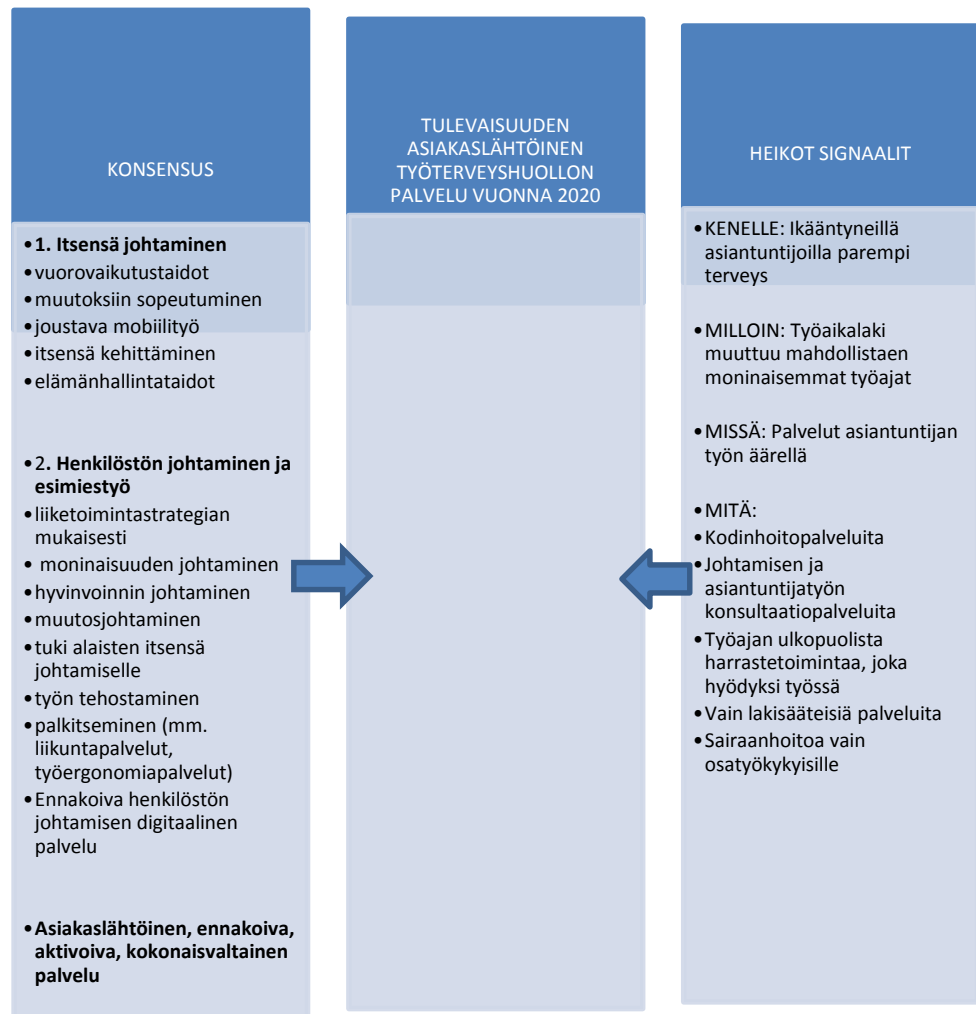 KONSENSUS
•1. Itsensä johtaminen
•vuorovaikutustaidot
•muutoksiin sopeutuminen
•joustava mobiilityö
•itsensä kehittäminen
•elämänhallintataidot
•2. Henkilöstön johtaminen ja
esimiestyö
•liiketoimintastrategian
mukaisesti
• moninaisuuden johtaminen
•hyvinvoinnin johtaminen
•muutosjohtaminen
•tuki alaisten itsensä
johtamiselle
•työn tehostaminen
•palkitseminen (mm.
liikuntapalvelut,
työergonomiapalvelut)
•Ennakoiva henkilöstön
johtamisen digitaalinen
palvelu
•Asiakaslähtöinen, ennakoiva,
aktivoiva, kokonaisvaltainen
palvelu
TULEVAISUUDEN
ASIAKASLÄHTÖINEN
TYÖTERVEYSHUOLLON
PALVELU VUONNA 2020
HEIKOT SIGNAALIT
•KENELLE: Ikääntyneillä
asiantuntijoilla parempi
terveys
•MILLOIN: Työaikalaki
muuttuu mahdollistaen
moninaisemmat työajat
•MISSÄ: Palvelut asiantuntijan
työn äärellä
•MITÄ:
•Kodinhoitopalveluita
•Johtamisen ja
asiantuntijatyön
konsultaatiopalveluita
•Työajan ulkopuolista
harrastetoimintaa, joka
hyödyksi työssä
•Vain lakisääteisiä palveluita
•Sairaanhoitoa vain
osatyökykyisille